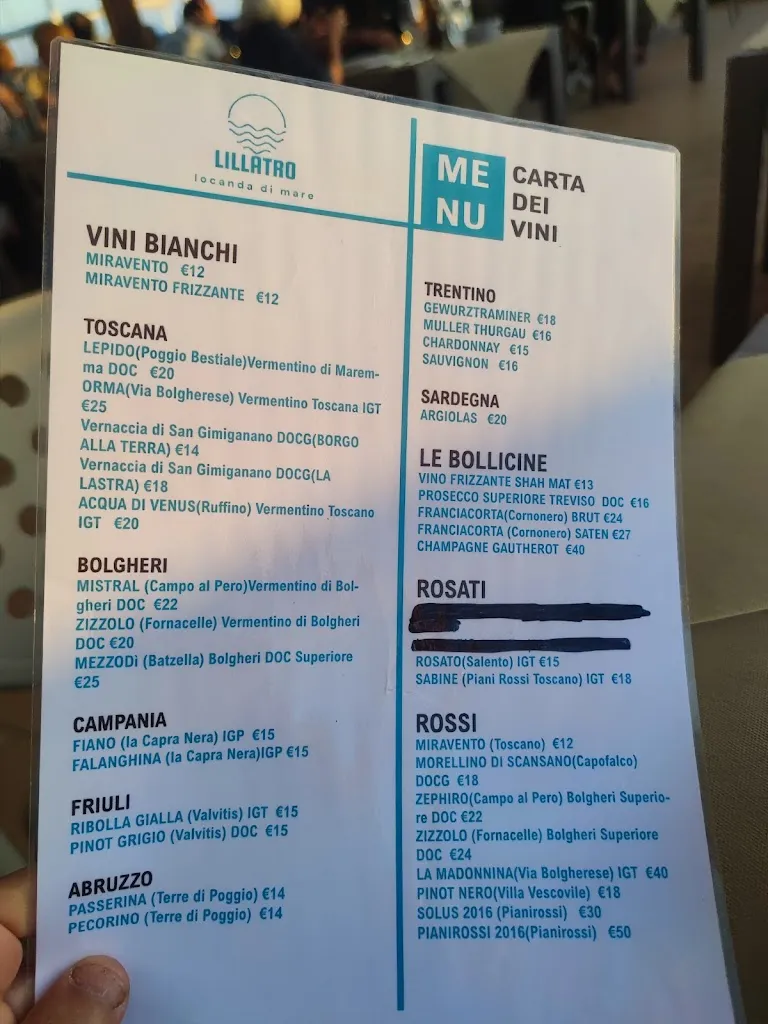 LILLATRO
locanda di mare
VINI BIANCHI
MIRAVENTO €12
MIRAVENTO FRIZZANTE €12
TOSCANA
LEPIDO(Poggio Bestiale)Vermentino di Marem-
ma DOC €20
ORMA(Via Bolgherese) Vermentino Toscana IGT
€25
Vernaccia di San Gimiganano DOCG(BORGO
ALLA TERRA) €14
Vernaccia di San Gimiganano DOCG(LA
LASTRA) €18
ACQUA DI VENUS(Ruffino) Vermentino Toscano
IGT €20
BOLGHERI
MISTRAL (Campo al Pero)Vermentino di Bol-
gheri DOC €22
ZIZZOLO (Fornacelle) Vermentino di Bolgheri
DOC €20
MEZZODì (Batzella) Bolgheri DOC Superiore
€25
CAMPANIA
FIANO (la Capra Nera) IGP €15
FALANGHINA (la Capra Nera)IGP €15
FRIULI
RIBOLLA GIALLA (Valvitis) IGT €15
PINOT GRIGIO (Valvitis) DOC €15
ABRUZZO
PASSERINA (Terre di Poggio) €14
PECORINO (Terre di Poggio) €14
ME
NU
CARTA
DEI
VINI
TRENTINO
GEWURZTRAMINER €18
MULLER THURGAU €16
CHARDONNAY €15
SAUVIGNON €16
SARDEGNA
ARGIOLAS €20
LE BOLLICINE
VINO FRIZZANTE SHAH MAT €13
PROSECCO SUPERIORE TREVISO DOC €16
FRANCIACORTA(Cornonero) BRUT €24
FRANCIACORTA (Cornonero) SATEN €27
CHAMPAGNE GAUTHEROT €40
ROSATI
ROSATO(Salento) IGT €15
SABINE (Piani Rossi Toscano) IGT €18
ROSSI
MIRAVENTO (Toscano) €12
MORELLINO DI SCANSANO(Capofalco)
DOCG €18
ZEPHIRO(Campo al Pero) Bolgheri Superio-
re DOC €22
ZIZZOLO (Fornacelle) Bolgheri Superiore
DOC €24
LA MADONNINA(Via Bolgherese) IGT €40
PINOT NERO(Villa Vescovile) €18
SOLUS 2016 (Pianirossi) €30
PIANIROSSI 2016(Pianirossi) €50